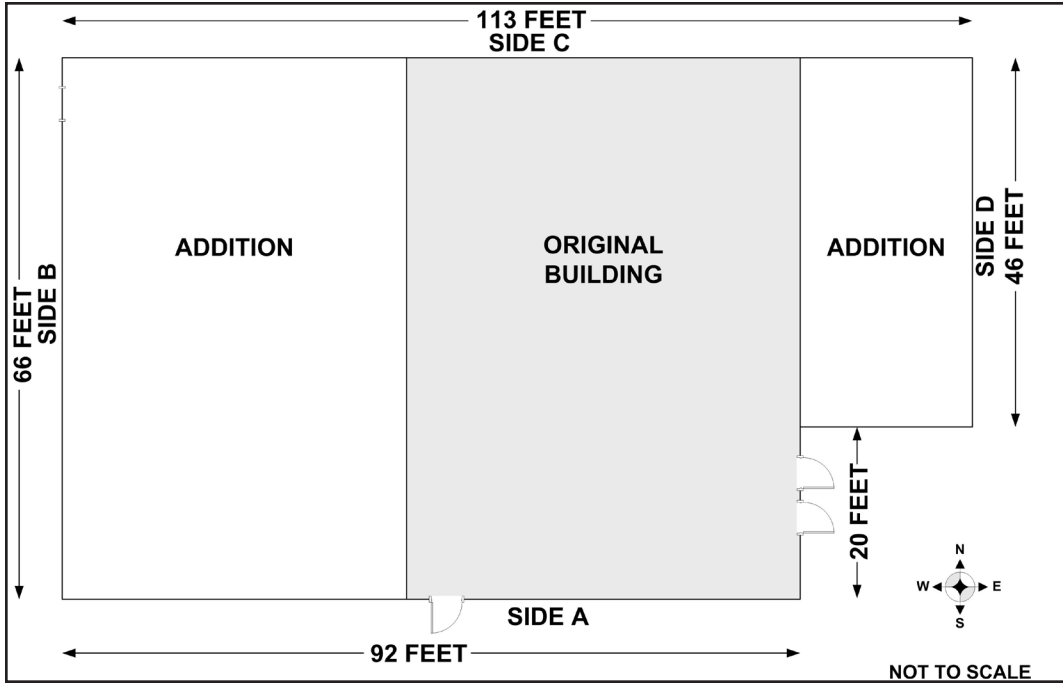 113 FEET
SIDE C
ADDITION
ORIGINAL
BUILDING
ADDITION
SIDE D
46 FEET
66 FEET
SIDE B
20 FEET
SIDE A
92 FEET
N
W E
S
NOT TO SCALE